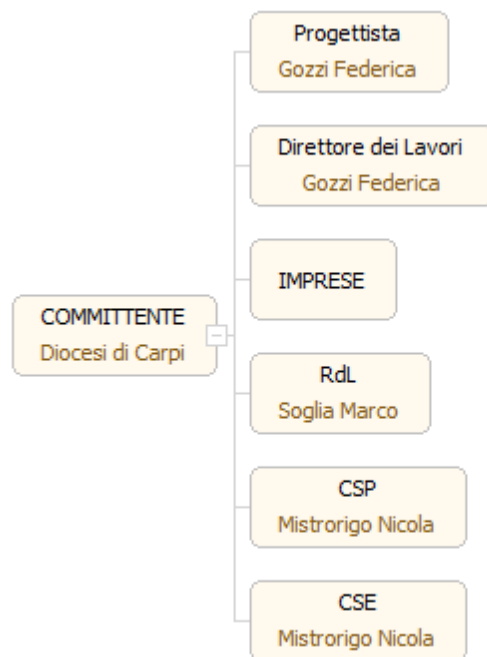 Progettista
Gozzi Federica
Direttore dei Lavori
Gozzi Federica
IMPRESE
COMMITTENTE
Diocesi di Carpi
RdL
Soglia Marco
CSP
Mistrorigo Nicola
CSE
Mistrorigo Nicola